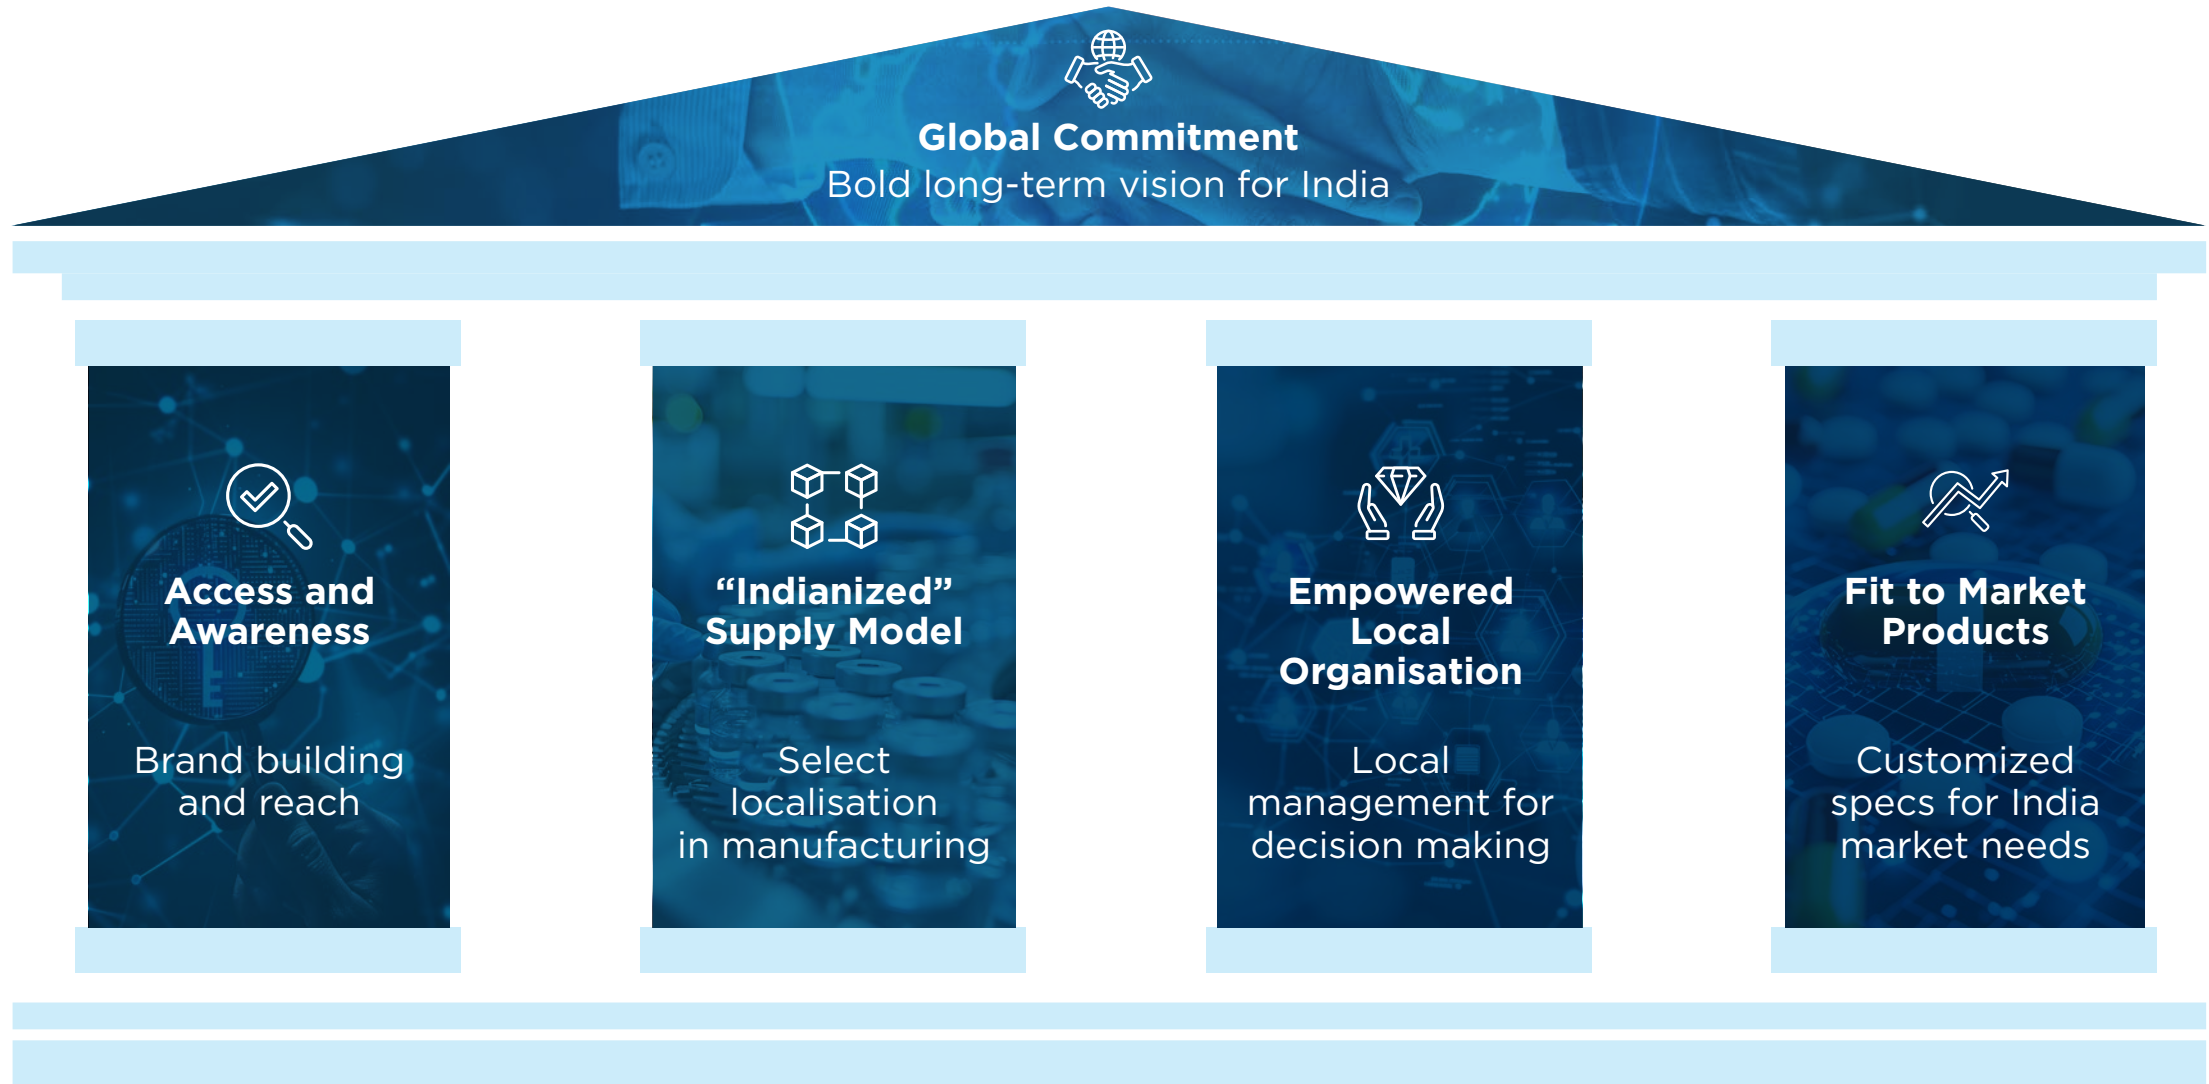 Global Commitment
Bold long-term vision for India
Access and
Awareness
Brand building
and reach
“Indianized”
Supply Model
Select
localisation
in manufacturing
Empowered
Local
Organisation
Local
management for
decision making
Fit to Market
Products
Customized
specs for India
market needs